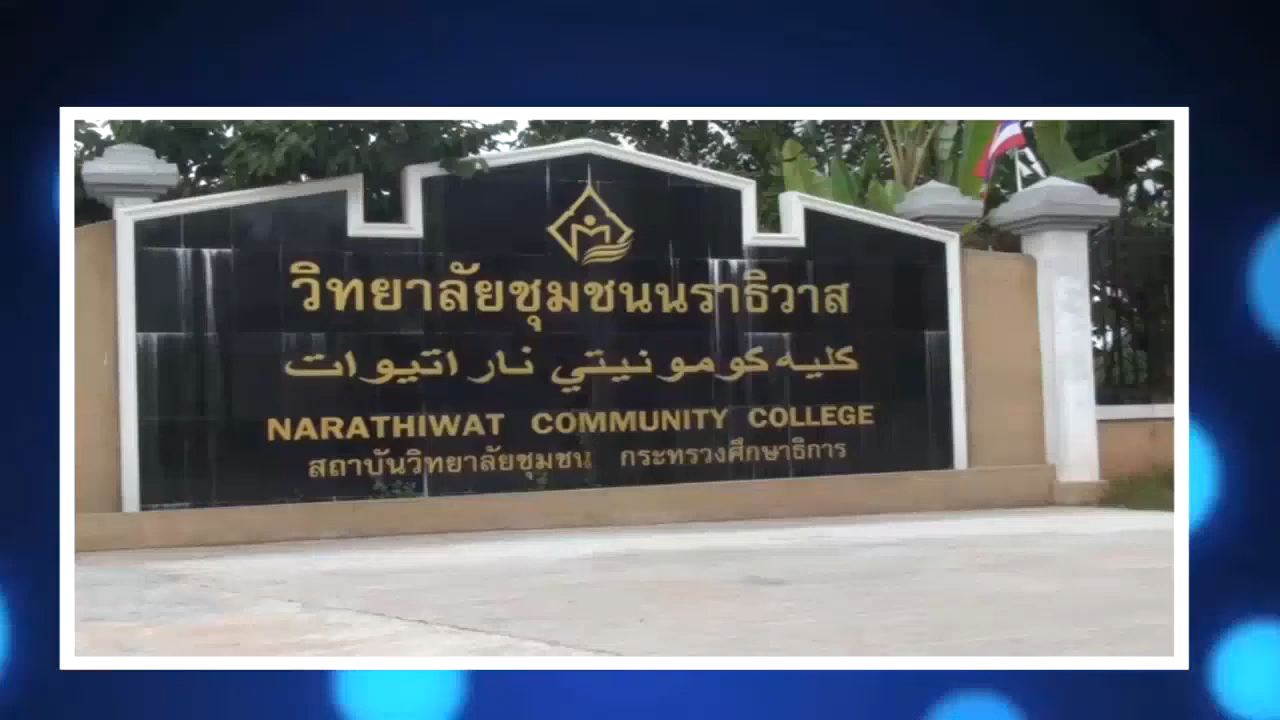 วิทยาลัยชุมชนนราธิวาส
كليه كومونيتي ناراتيوات
NARATHIWAT COMMUNITY COLLEGE
สถาบันวิทยาลัยชุมชน กระทรวงศึกษาธิการ